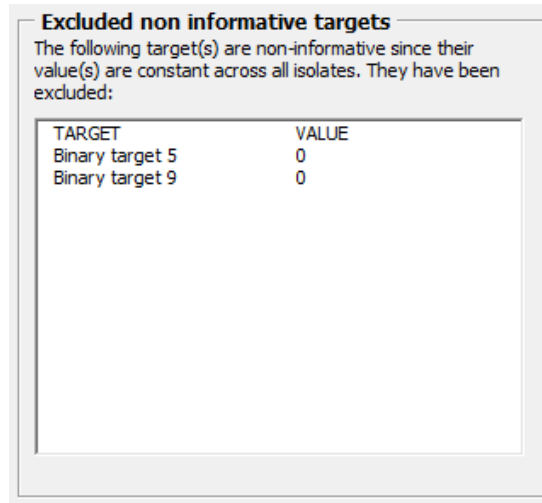 Excluded non informative targets
The following target(s) are non-informative since their
value(s) are constant across all isolates. They have been
excluded:
TARGET VALUE
Binary target 5 0
Binary target 9 0